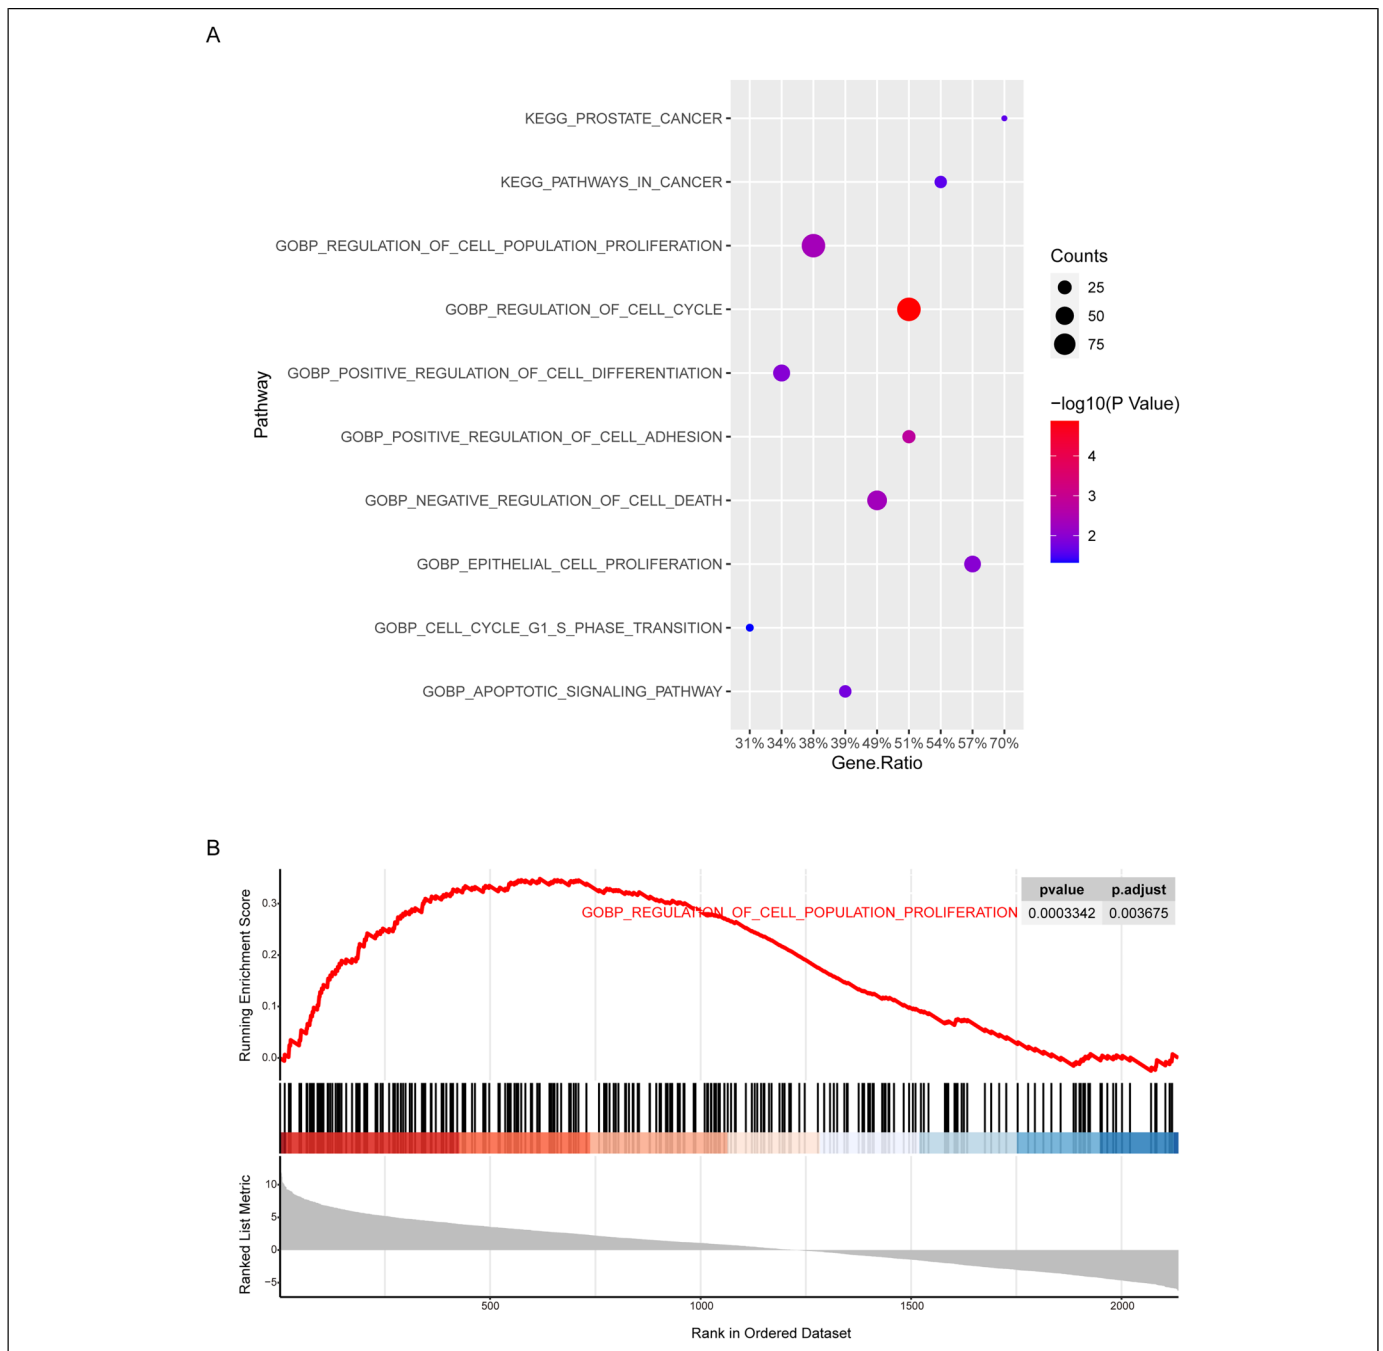 A
KEGG_PROSTATE_CANCER
KEGG_PATHWAYS_IN_CANCER
GOBP_REGULATION_OF_CELL_POPULATION_PROLIFERATION
GOBP_REGULATION_OF_CELL_CYCLE
GOBP_POSITIVE_REGULATION_OF_CELL_DIFFERENTIATION
GOBP_POSITIVE_REGULATION_OF_CELL_ADHESION
GOBP_NEGATIVE_REGULATION_OF_CELL_DEATH
GOBP_EPITHELIAL_CELL_PROLIFERATION
GOBP_CELL_CYCLE_G1_S_PHASE_TRANSITION
GOBP_APOPTOTIC_SIGNALING_PATHWAY
Pathway
31% 34% 38% 39% 49% 51% 54% 57% 70%
Gene.Ratio
Counts
25
50
75
−log10(P Value)
4
3
2
B
Running Enrichment Score
0.3
0.2
0.1
0.0
GOBP_REGULATION_OF_CELL_POPULATION_PROLIFERATION
pvalue p.adjust
0.0003342 0.003675
Ranked List Metric
10
5
0
−5
500 1000 1500 2000
Rank in Ordered Dataset